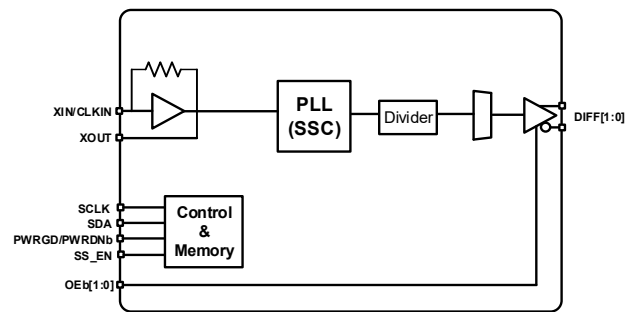 XIN/CLKIN
XOUT
PLL
(SSC)
Divider
DIFF[1:0]
SCLK
SDA
PWRGD/PWRDNb
SS_EN
OEb[1:0]
Control
&
Memory